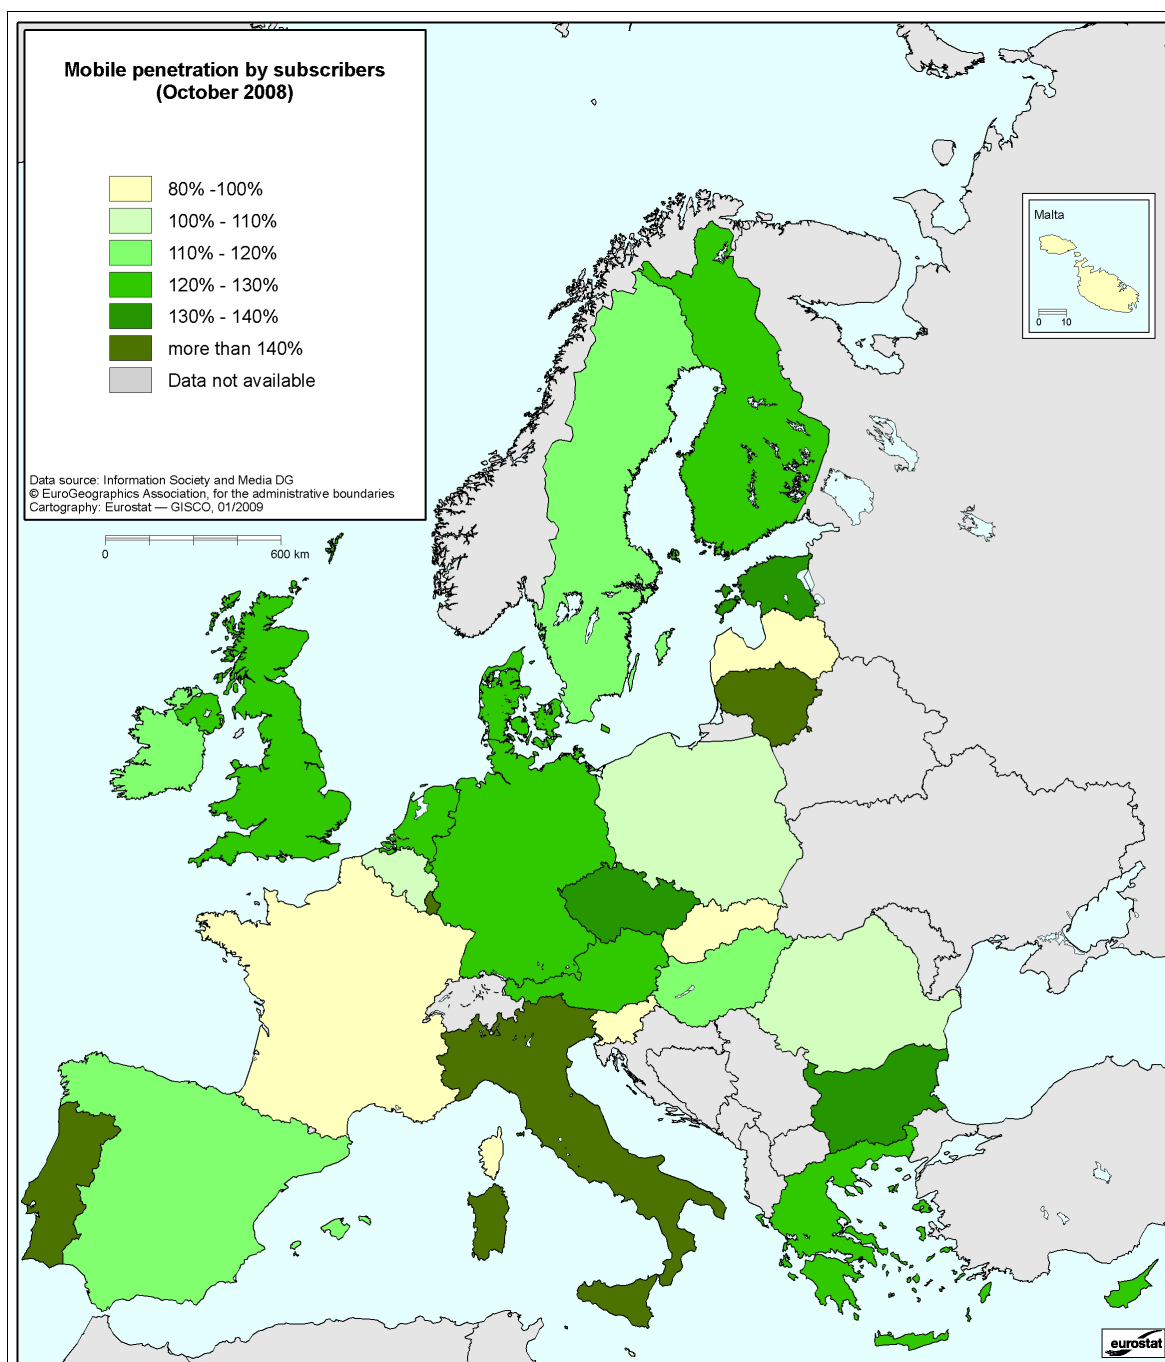 Mobile penetration by subscribers
(October 2008)
80% -100%
100% - 110%
110% - 120%
120% - 130%
130% - 140%
more than 140%
Data not available
Data source: Information Society and Media DG
© EuroGeographics Association, for the administrative boundaries
Cartography: Eurostat — GISCO, 01/2009
0 600 km
Malta
0 10
eurostat